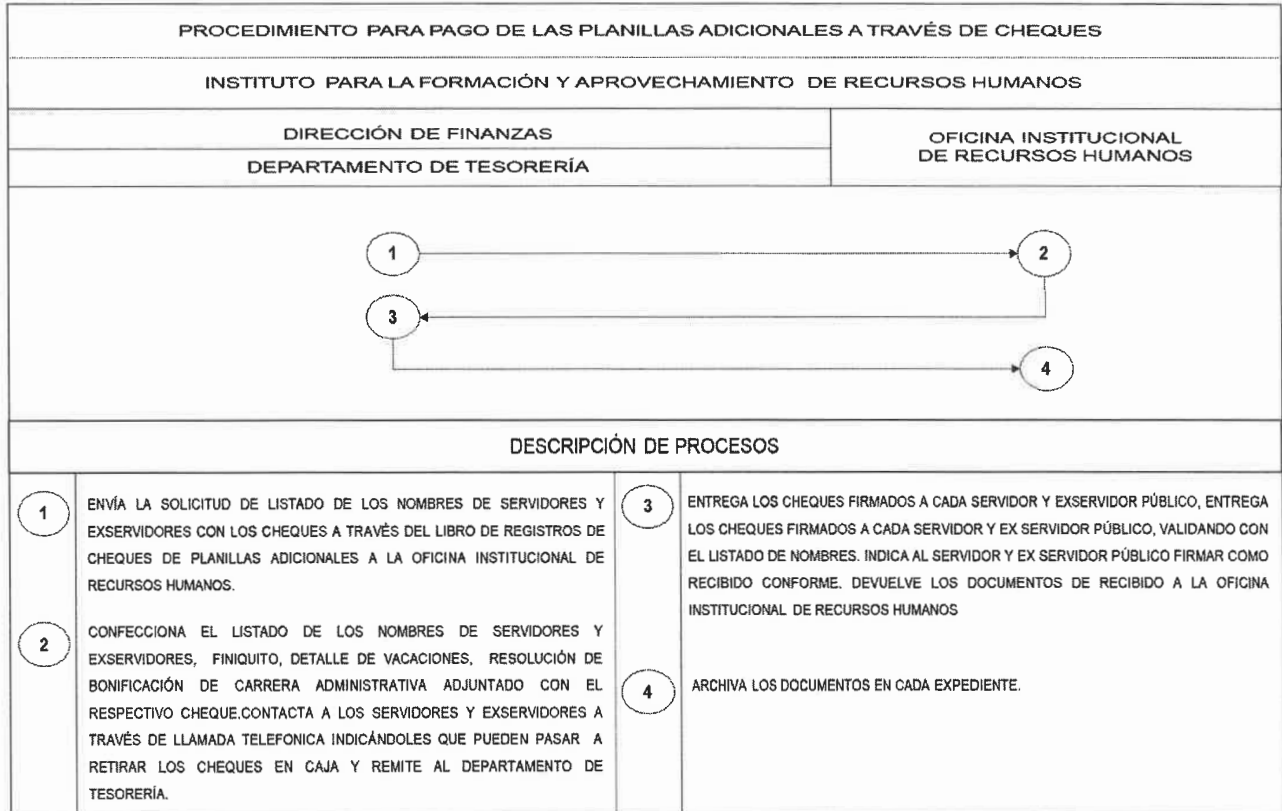 PROCEDIMIENTO PARA PAGO DE LAS PLANILLAS ADICIONALES A TRAVÉS DE CHEQUES
INSTITUTO PARA LA FORMACIÓN Y APROVECHAMIENTO DE RECURSOS HUMANOS
DIRECCIÓN DE FINANZAS
DEPARTAMENTO DE TESORERÍA
OFICINA INSTITUCIONAL
DE RECURSOS HUMANOS
1
2
3
4
DESCRIPCIÓN DE PROCESOS
1
ENVÍA LA SOLICITUD DE LISTADO DE LOS NOMBRES DE SERVIDORES Y
EXSERVIDORES CON LOS CHEQUES A TRAVÉS DEL LIBRO DE REGISTROS DE
CHEQUES DE PLANILLAS ADICIONALES A LA OFICINA INSTITUCIONAL DE
RECURSOS HUMANOS.
2
CONFECCIONA EL LISTADO DE LOS NOMBRES DE SERVIDORES Y
EXSERVIDORES, FINIQUITO, DETALLE DE VACACIONES, RESOLUCIÓN DE
BONIFICACIÓN DE CARRERA ADMINISTRATIVA ADJUNTADO CON EL
RESPECTIVO CHEQUE.CONTACTA A LOS SERVIDORES Y EXSERVIDORES A
TRAVÉS DE LLAMADA TELEFONICA INDICÁNDOLES QUE PUEDEN PASAR A
RETIRAR LOS CHEQUES EN CAJA Y REMITE AL DEPARTAMENTO DE
TESORERÍA.
3
ENTREGA LOS CHEQUES FIRMADOS A CADA SERVIDOR Y EXSERVIDOR PÚBLICO, ENTREGA
LOS CHEQUES FIRMADOS A CADA SERVIDOR Y EX SERVIDOR PÚBLICO, VALIDANDO CON
EL LISTADO DE NOMBRES. INDICA AL SERVIDOR Y EX SERVIDOR PÚBLICO FIRMAR COMO
RECIBIDO CONFORME. DEVUELVE LOS DOCUMENTOS DE RECIBIDO A LA OFICINA
INSTITUCIONAL DE RECURSOS HUMANOS
4
ARCHIVA LOS DOCUMENTOS EN CADA EXPEDIENTE.